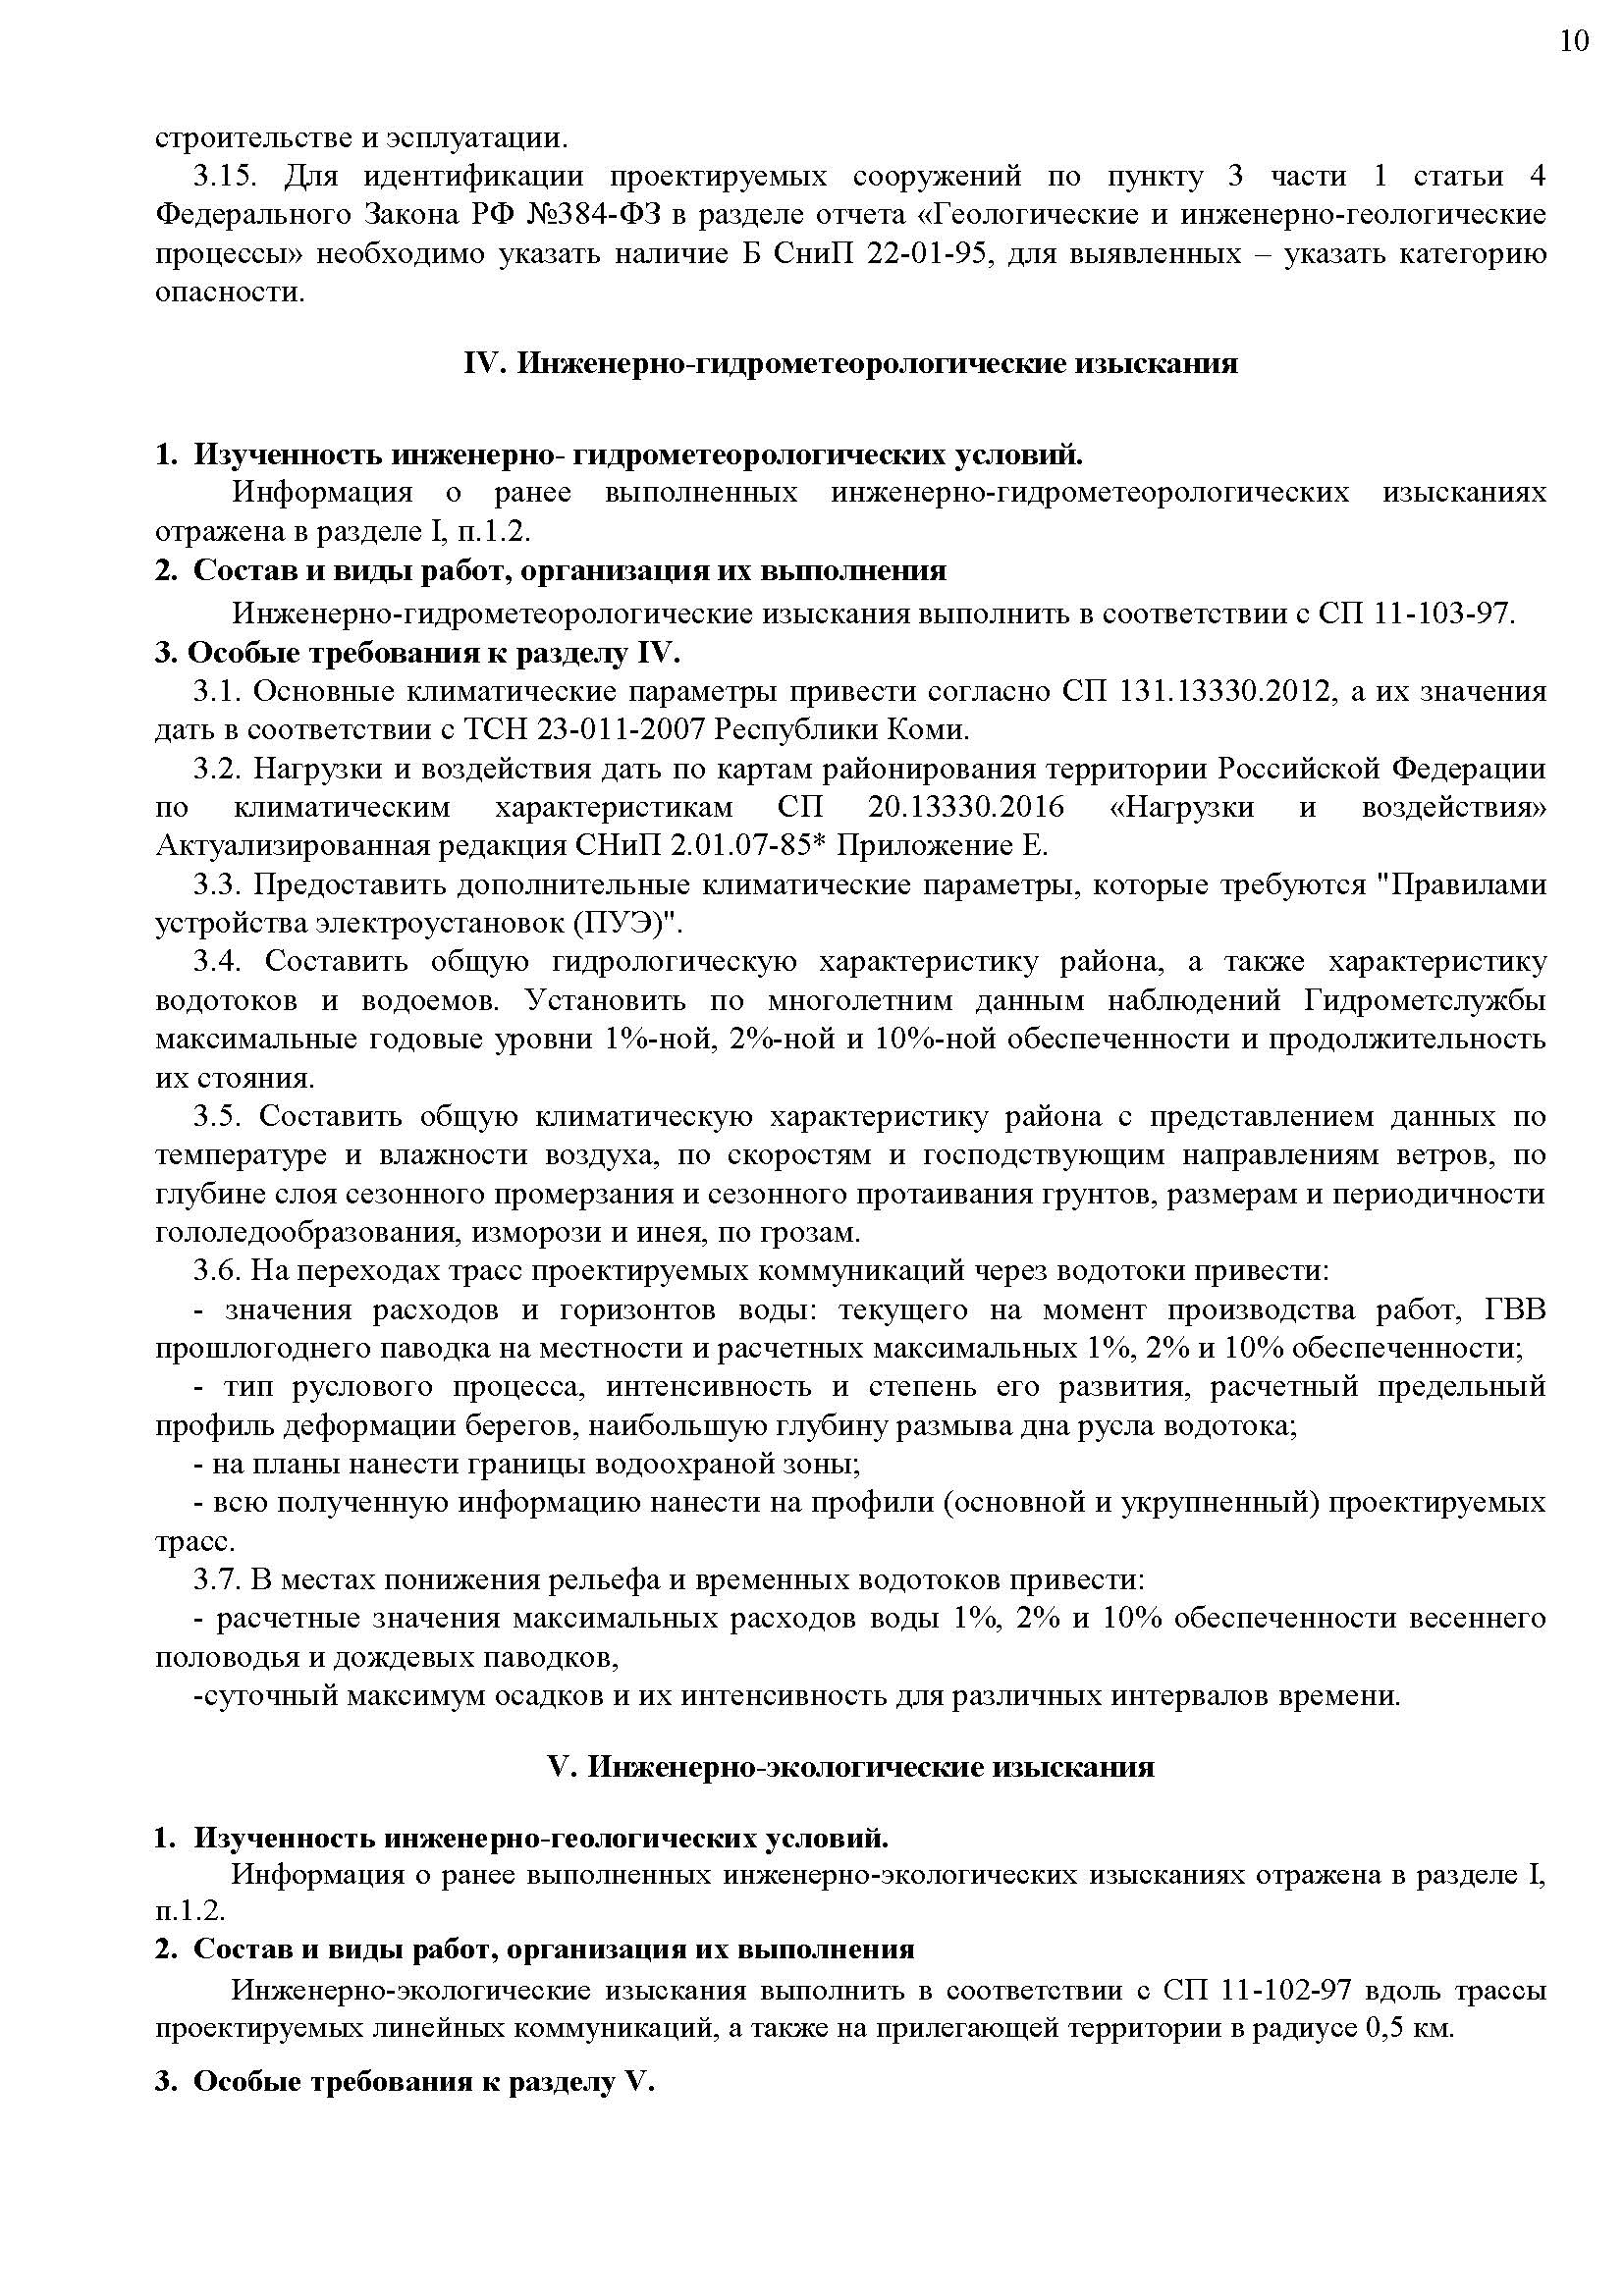 10
строительстве и эсплуатации.
3.15. Для идентификации проектируемых сооружений по пункту 3 части 1 статьи 4
Федерального Закона РФ №384-ФЗ в разделе отчета «Геологические и инженерно-геологические
процессы» необходимо указать наличие Б СниП 22-01-95, для выявленных – указать категорию
опасности.
IV. Инженерно-гидрометеорологические изыскания
1. Изученность инженерно- гидрометеорологических условий.
Информация о ранее выполненных инженерно-гидрометеорологических изысканиях
отражена в разделе I, п.1.2.
2. Состав и виды работ, организация их выполнения
Инженерно-гидрометеорологические изыскания выполнить в соответствии с СП 11-103-97.
3. Особые требования к разделу IV.
3.1. Основные климатические параметры привести согласно СП 131.13330.2012, а их значения
дать в соответствии с ТСН 23-011-2007 Республики Коми.
3.2. Нагрузки и воздействия дать по картам районирования территории Российской Федерации
по климатическим характеристикам СП 20.13330.2016 «Нагрузки и воздействия»
Актуализированная редакция СНиП 2.01.07-85* Приложение Е.
3.3. Предоставить дополнительные климатические параметры, которые требуются "Правилами
устройства электроустановок (ПУЭ)".
3.4. Составить общую гидрологическую характеристику района, а также характеристику
водотоков и водоемов. Установить по многолетним данным наблюдений Гидрометслужбы
максимальные годовые уровни 1%-ной, 2%-ной и 10%-ной обеспеченности и продолжительность
их стояния.
3.5. Составить общую климатическую характеристику района с представлением данных по
температуре и влажности воздуха, по скоростям и господствующим направлениям ветров, по
глубине слоя сезонного промерзания и сезонного протаивания грунтов, размерам и периодичности
гололедообразования, изморози и инея, по грозам.
3.6. На переходах трасс проектируемых коммуникаций через водотоки привести:
- значения расходов и горизонтов воды: текущего на момент производства работ, ГВВ
прошлогоднего паводка на местности и расчетных максимальных 1%, 2% и 10% обеспеченности;
- тип руслового процесса, интенсивность и степень его развития, расчетный предельный
профиль деформации берегов, наибольшую глубину размыва дна русла водотока;
- на планы нанести границы водоохраной зоны;
- всю полученную информацию нанести на профили (основной и укрупненный) проектируемых
трасс.
3.7. В местах понижения рельефа и временных водотоков привести:
- расчетные значения максимальных расходов воды 1%, 2% и 10% обеспеченности весеннего
половодья и дождевых паводков,
-суточный максимум осадков и их интенсивность для различных интервалов времени.
V. Инженерно-экологические изыскания
1. Изученность инженерно-геологических условий.
Информация о ранее выполненных инженерно-экологических изысканиях отражена в разделе I,
п.1.2.
2. Состав и виды работ, организация их выполнения
Инженерно-экологические изыскания выполнить в соответствии с СП 11-102-97 вдоль трассы
проектируемых линейных коммуникаций, а также на прилегающей территории в радиусе 0,5 км.
3. Особые требования к разделу V.